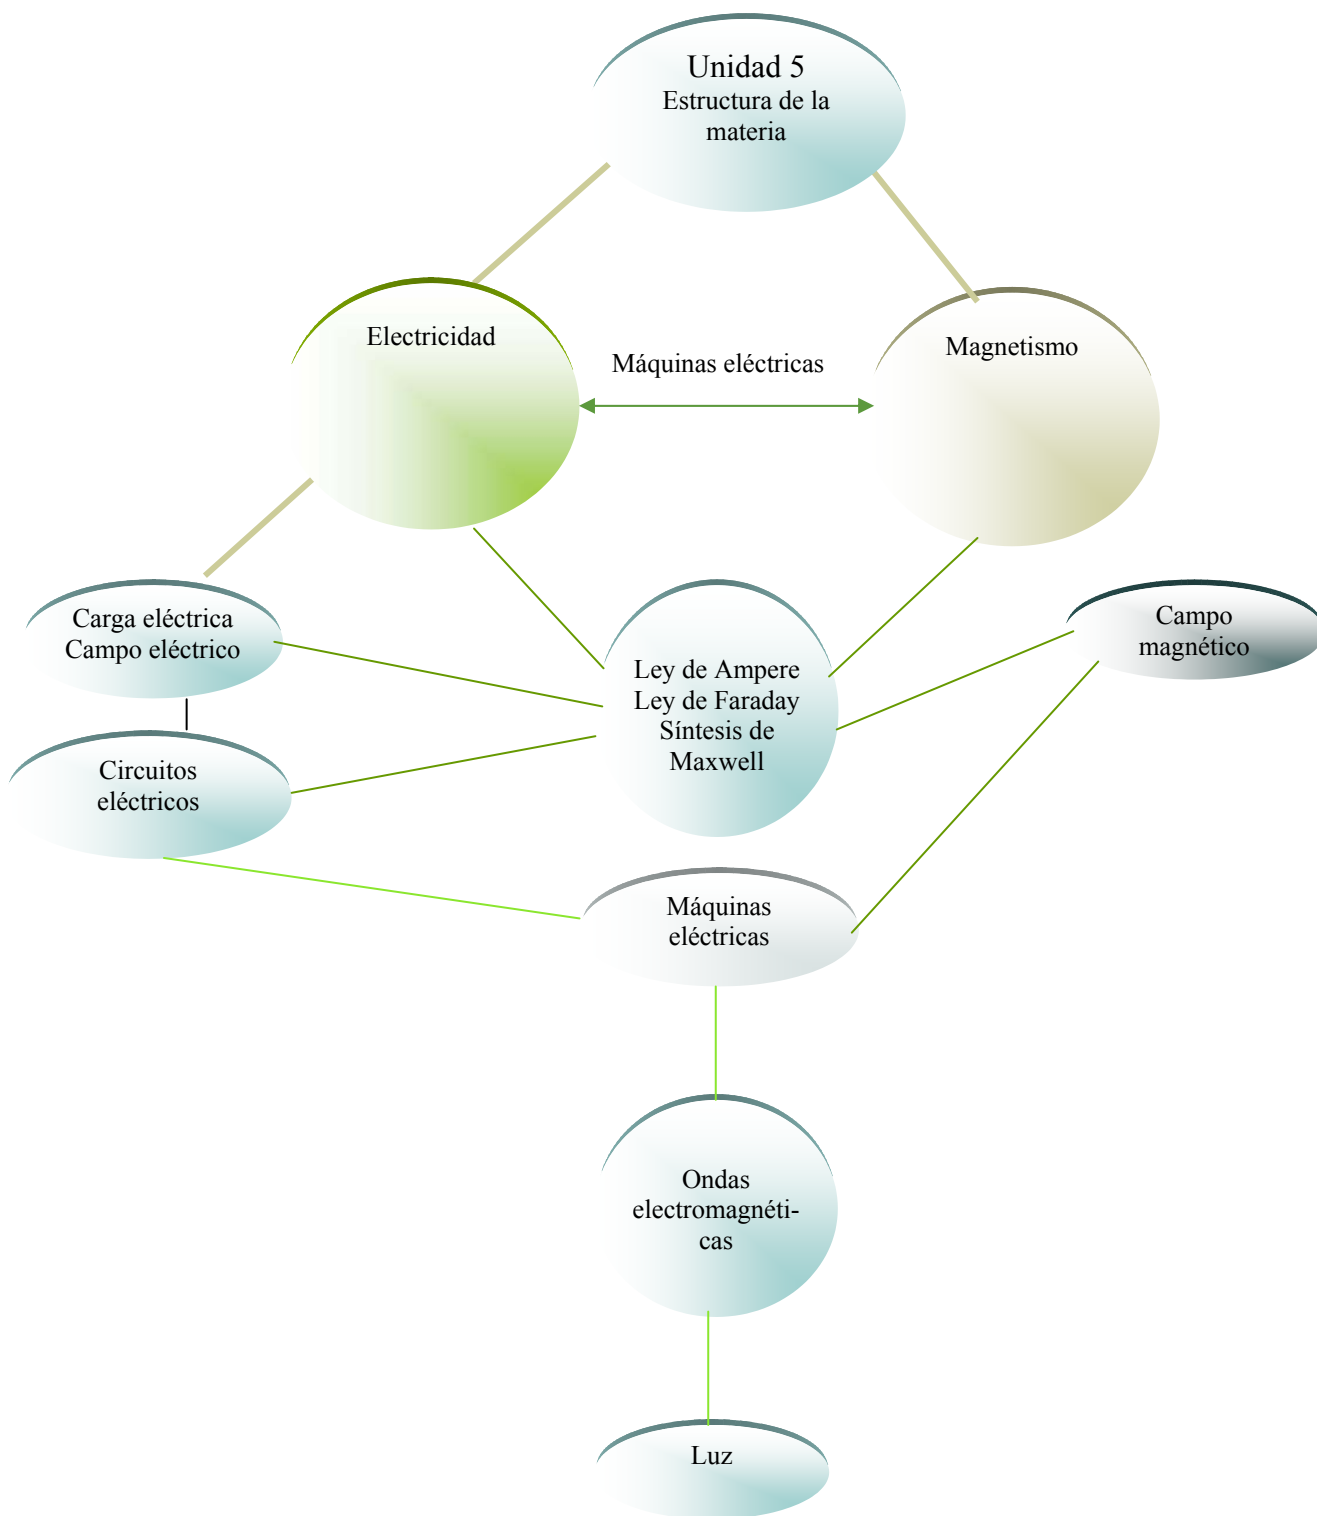 Unidad 5
Estructura de la
materia
Electricidad
Máquinas eléctricas
Magnetismo
Carga eléctrica
Campo eléctrico
Ley de Ampere
Ley de Faraday
Síntesis de
Maxwell
Campo
magnético
Circuitos
eléctricos
Máquinas
eléctricas
Ondas
electromagnéti-
cas
Luz